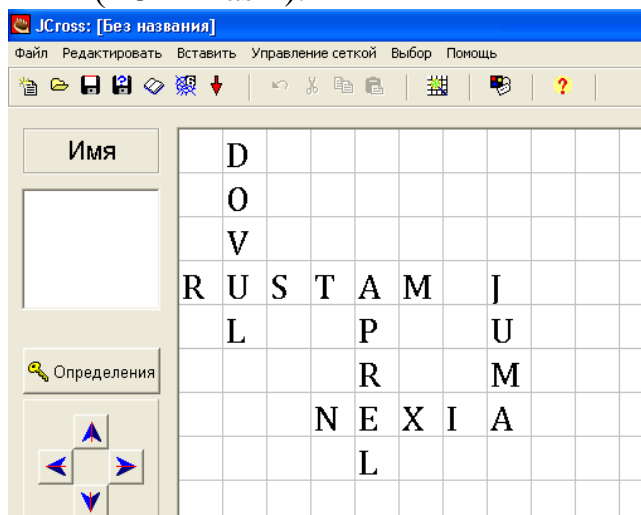 JCross: [Без названия]
Файл Редактировать Вставить Управление сеткой Выбор Помощь
Имя
D
O
V
R U S T A M J
L P U
Определения
R M
N E X I A
L